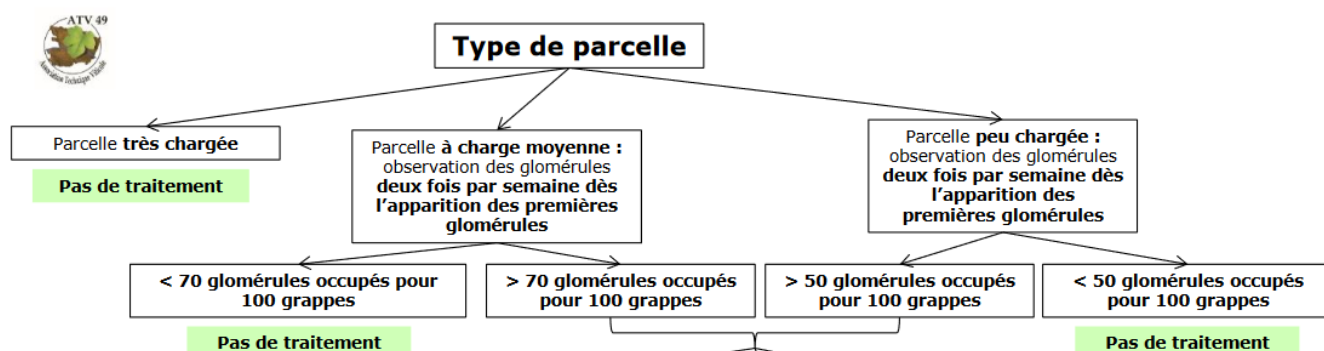 ATV 49
Association Technique Viticole
Type de parcelle
Parcelle très chargée
Pas de traitement
Parcelle à charge moyenne :
observation des glomérules
deux fois par semaine dès
l'apparition des premières
glomérules
Parcelle peu chargée :
observation des glomérules
deux fois par semaine dès
l'apparition des
premières glomérules
< 70 glomérules occupés pour
100 grappes
> 70 glomérules occupés
pour 100 grappes
> 50 glomérules occupés
pour 100 grappes
< 50 glomérules occupés
pour 100 grappes
Pas de traitement
Pas de traitement